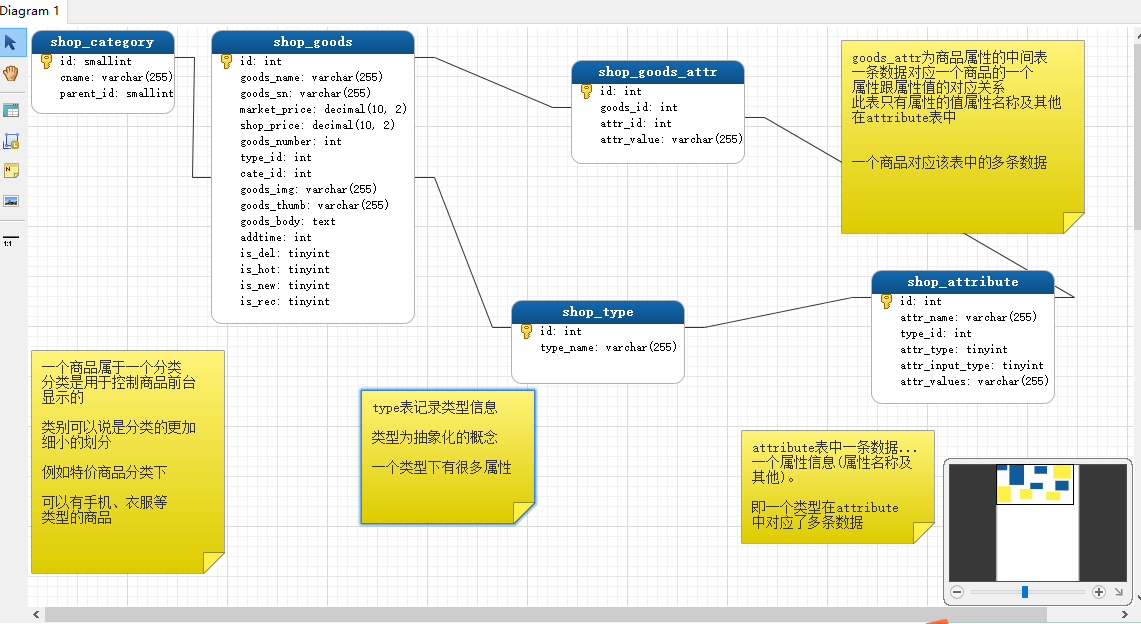 Diagram 1
shop_category
id: smallint
cname: varchar(255)
parent_id: smallint
shop_goods
id: int
goods_name: varchar(255)
goods_sn: varchar(255)
market_price: decimal(10, 2)
shop_price: decimal(10, 2)
goods_number: int
type_id: int
cate_id: int
goods_img: varchar(255)
goods_thumb: varchar(255)
goods_body: text
addtime: int
is_del: tinyint
is_hot: tinyint
is_new: tinyint
is_rec: tinyint
shop_goods_attr
id: int
goods_id: int
attr_id: int
attr_value: varchar(255)
goods_attr为商品属性的中间表
一条数据对应一个商品的一个
属性跟属性值的对应关系
此表只有属性的值属性名称及其他
在attribute表中
一个商品对应该表中的多条数据
shop_type
id: int
type_name: varchar(255)
shop_attribute
id: int
attr_name: varchar(255)
type_id: int
attr_type: tinyint
attr_input_type: tinyint
attr_values: varchar(255)
一个商品属于一个分类
分类是用于控制商品前台
显示的
类别可以说是分类的更加
细小的划分
例如特价商品分类下
可以有手机、衣服等
类型的商品
type表记录类型信息
类型为抽象化的概念
一个类型下有很多属性
attribute表中一条数据...
一个属性信息(属性名称及
其他)。
即一个类型在attribute
中对应了多条数据
N
1:1